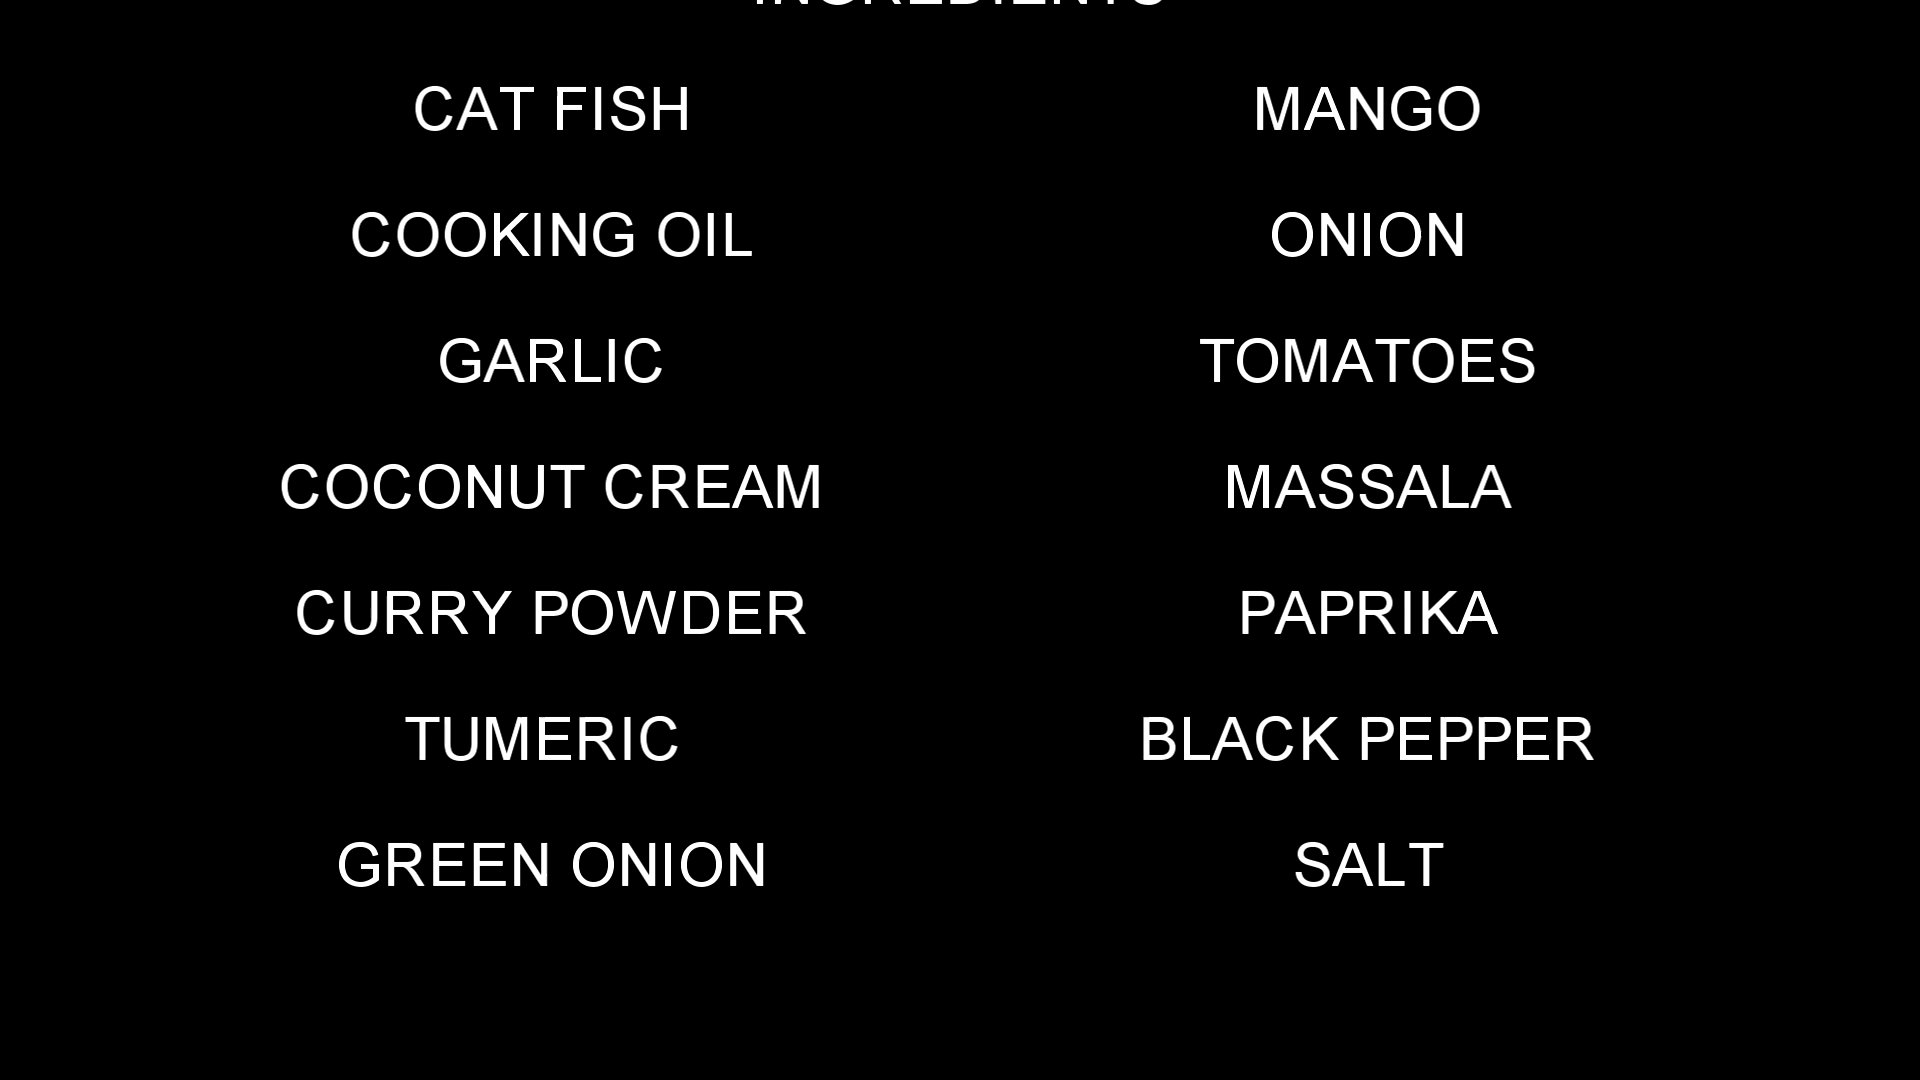 INGREDIENTS
CAT FISH MANGO
COOKING OIL ONION
GARLIC TOMATOES
COCONUT CREAM MASSALA
CURRY POWDER PAPRIKA
TUMERIC BLACK PEPPER
GREEN ONION SALT